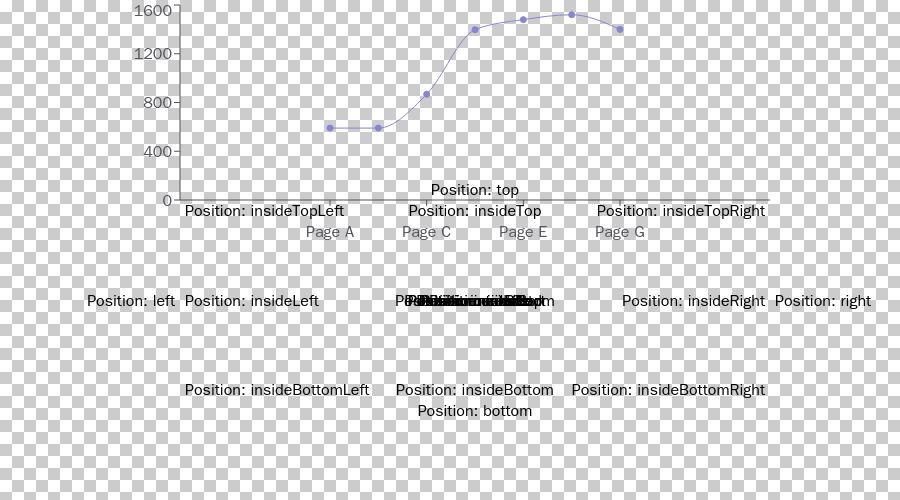 1600
1200
800
400
0
Position: top
Position: insideTopLeft Position: insideTop Position: insideTopRight
Page A Page C Page E Page G
Position: left Position: insideLeft Position: insideRight Position: right
Position: insideBottomLeft Position: insideBottom Position: insideBottomRight
Position: bottom